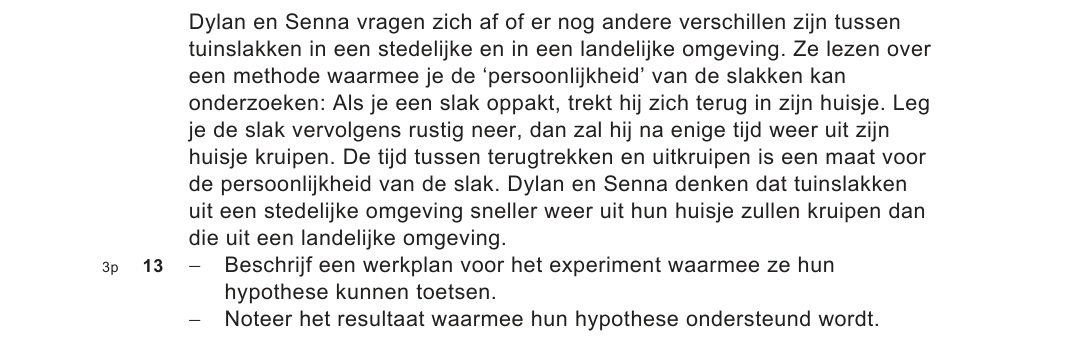 Dylan en Senna vragen zich af of er nog andere verschillen zijn tussen
tuinslakken in een stedelijke en in een landelijke omgeving. Ze lezen over
een methode waarmee je de ‘persoonlijkheid’ van de slakken kan
onderzoeken: Als je een slak oppakt, trekt hij zich terug in zijn huisje. Leg
je de slak vervolgens rustig neer, dan zal hij na enige tijd weer uit zijn
huisje kruipen. De tijd tussen terugtrekken en uitkruipen is een maat voor
de persoonlijkheid van de slak. Dylan en Senna denken dat tuinslakken
uit een stedelijke omgeving sneller weer uit hun huisje zullen kruipen dan
die uit een landelijke omgeving.
3p 13 – Beschrijf een werkplan voor het experiment waarmee ze hun
hypothese kunnen toetsen.
– Noteer het resultaat waarmee hun hypothese ondersteund wordt.